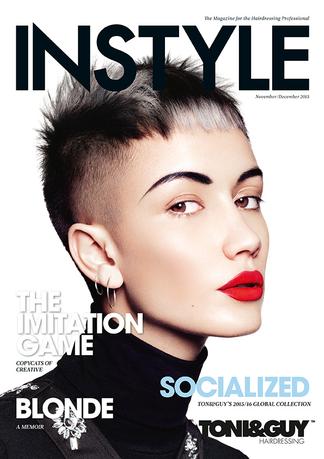 The Magazine for the Hairdressing Professional
INSTYLE
November/December 2015
THE
IMITATION
GAME
COPYCATS OF
CREATIVE
SOCIALIZED
TONI&GUY'S 2015/16 GLOBAL COLLECTION
BLONDE
A MEMOIR
TONI&GUY™
HAIRDRESSING